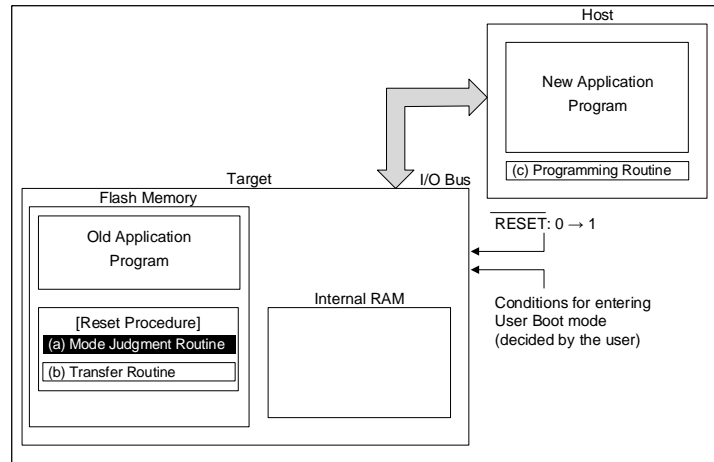 Host
New Application
Program
(c) Programming Routine
Target
I/O Bus
Flash Memory
Old Application
Program
[Reset Procedure]
(a) Mode Judgment Routine
(b) Transfer Routine
Internal RAM
RESET: 0 → 1
Conditions for entering
User Boot mode
(decided by the user)